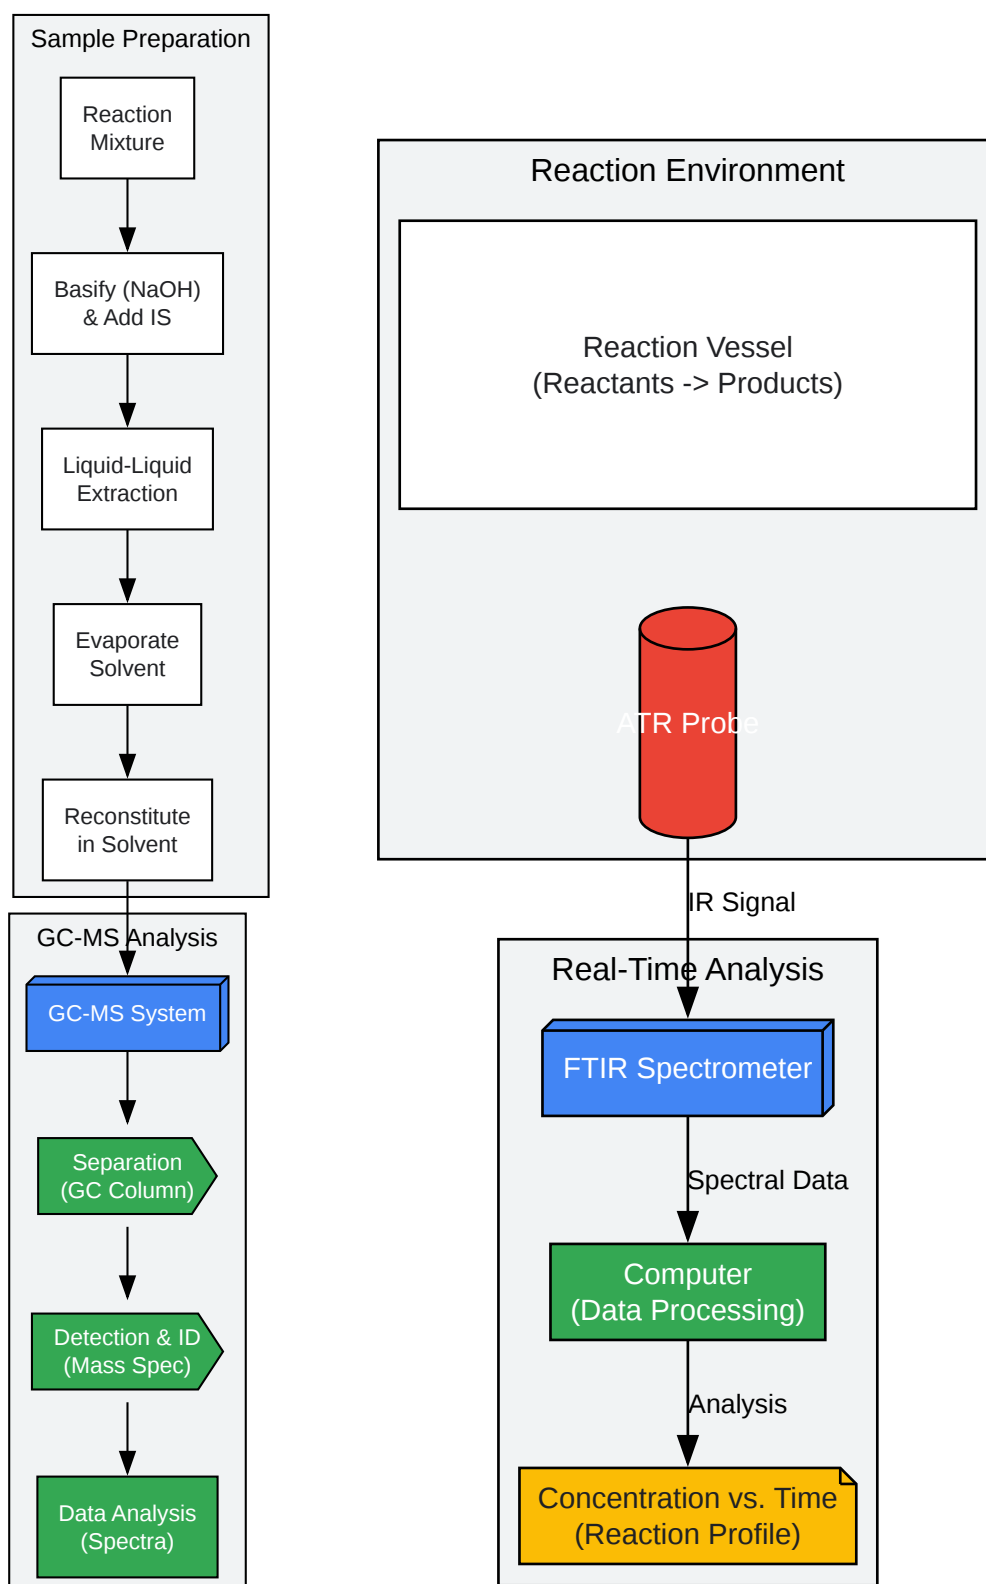 Sample Preparation
Reaction
Mixture
Basify (NaOH)
& Add IS
Liquid-Liquid
Extraction
Evaporate
Solvent
Reconstitute
in Solvent
GC-MS Analysis
GC-MS System
Separation
(GC Column)
Detection & ID
(Mass Spec)
Data Analysis
(Spectra)
Reaction Environment
Reaction Vessel
(Reactants -> Products)
ATR Probe
IR Signal
Real-Time Analysis
FTIR Spectrometer
Spectral Data
Computer
(Data Processing)
Analysis
Concentration vs. Time
(Reaction Profile)